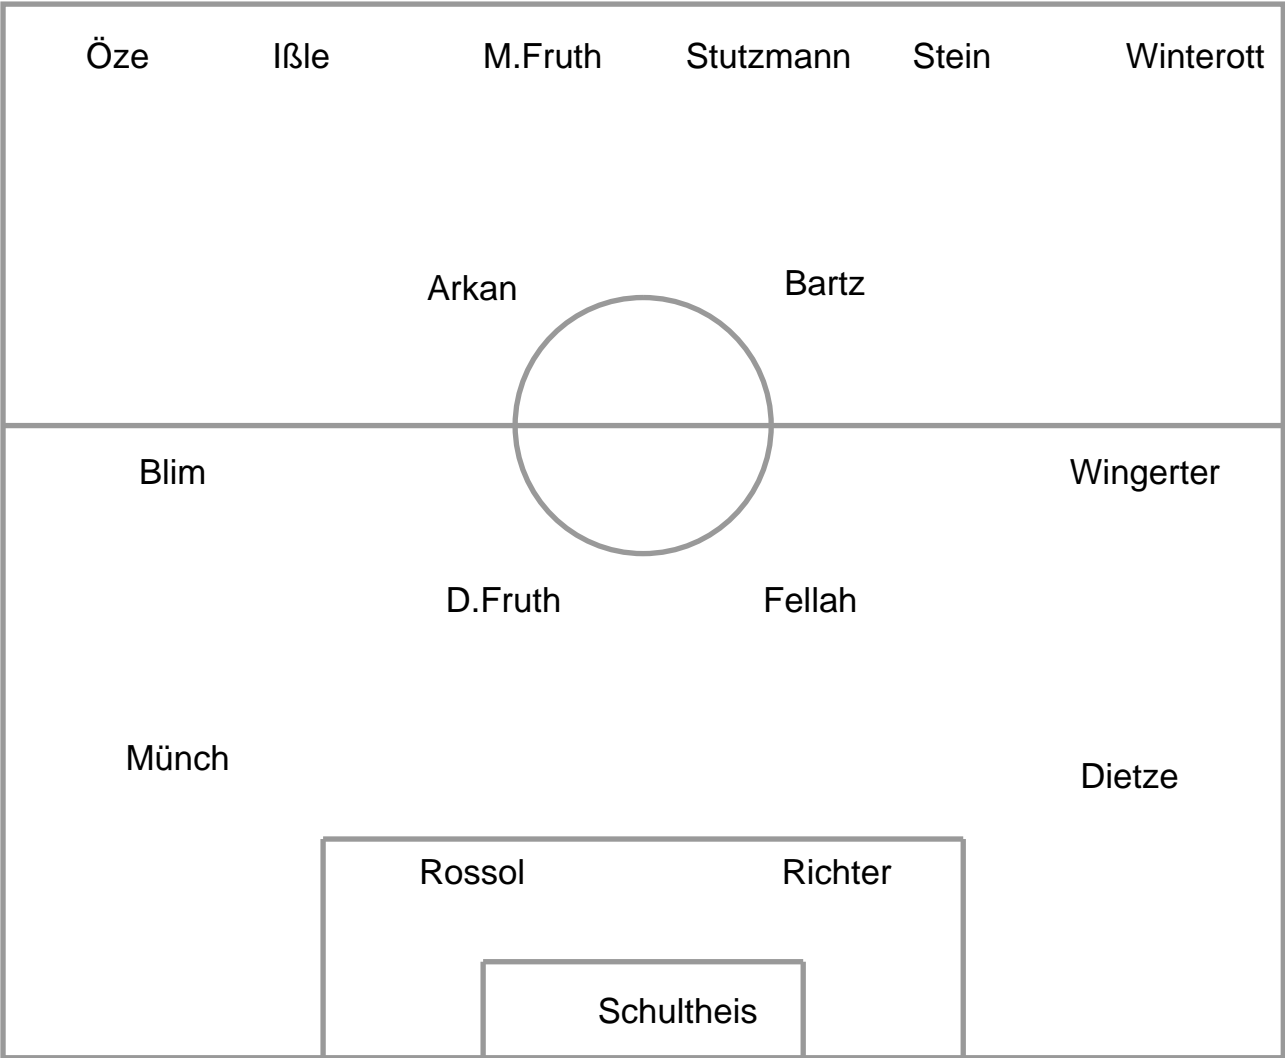 Öze Ißle M.Fruth Stutzmann Stein Winterott
Arkan Bartz
Blim Wingerter
D.Fruth Fellah
Münch Dietze
Rossol Richter
Schultheis